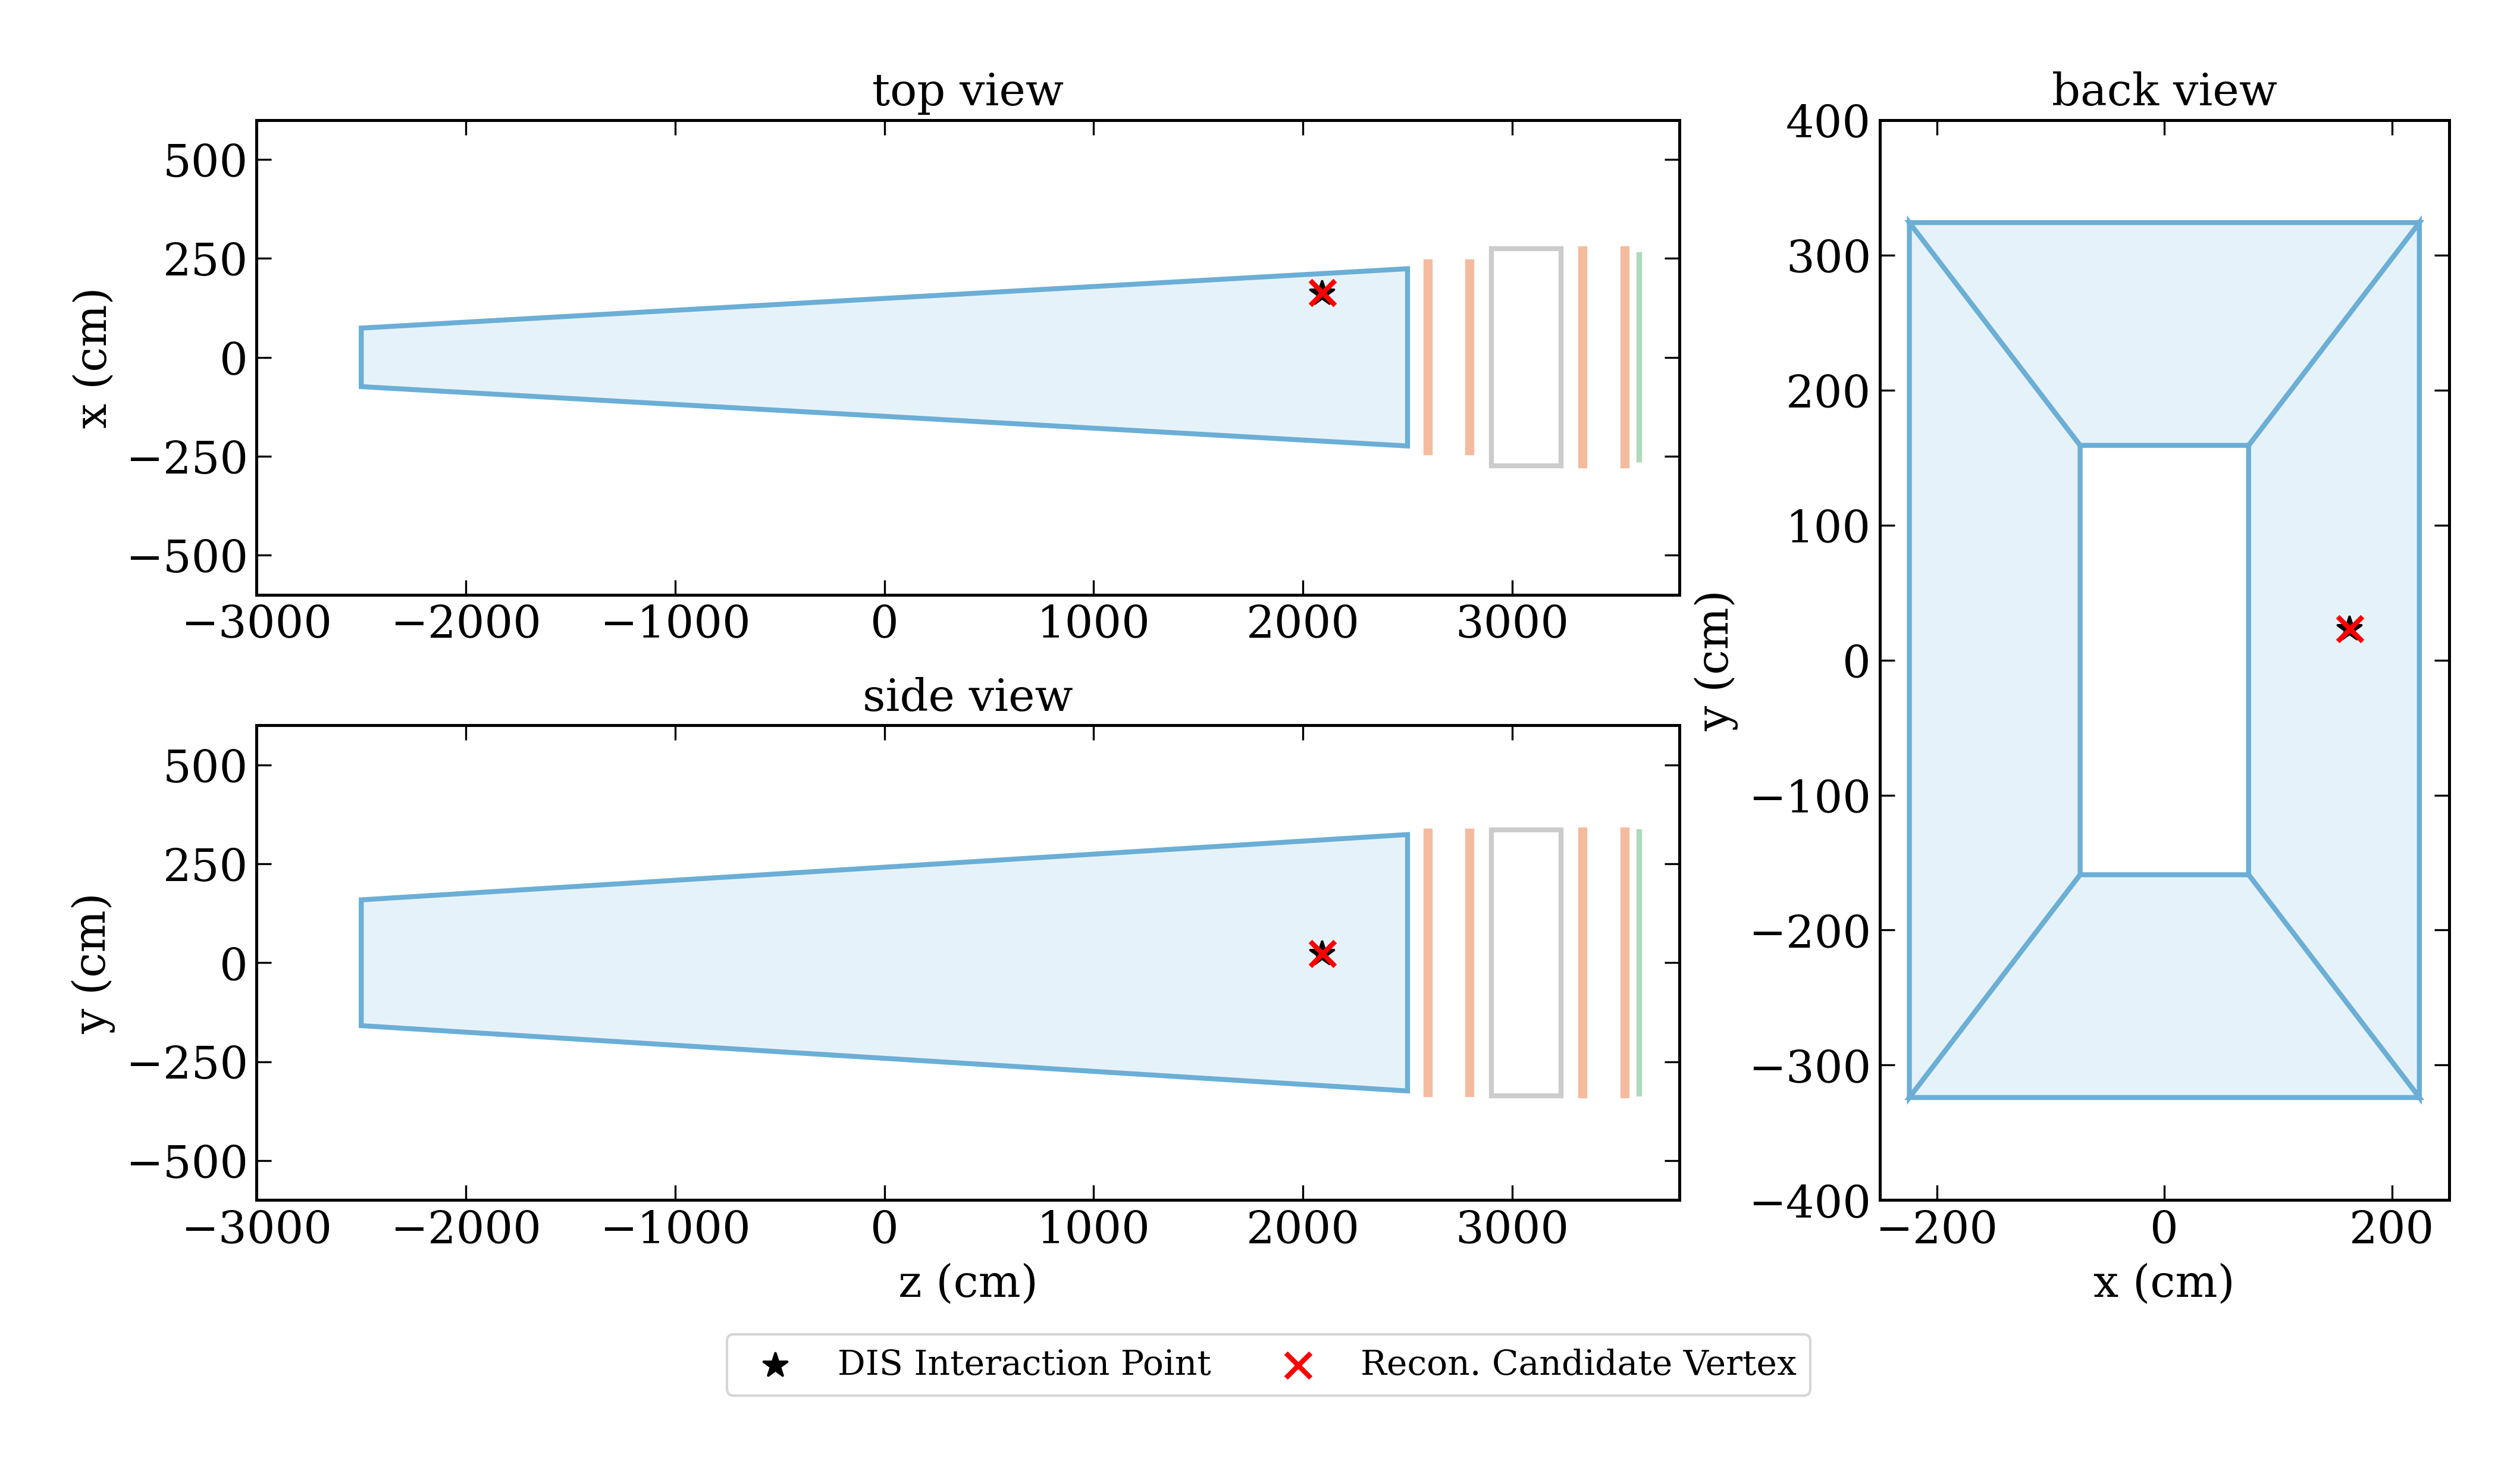 top view
500
250
0
−250
−500
x (cm)
−3000 −2000 −1000 0 1000 2000 3000
side view
500
250
0
−250
−500
y (cm)
−3000 −2000 −1000 0 1000 2000 3000
z (cm)
back view
400
300
200
100
0
−100
−200
−300
−400
y (cm)
−200 0 200
x (cm)
DIS Interaction Point Recon. Candidate Vertex